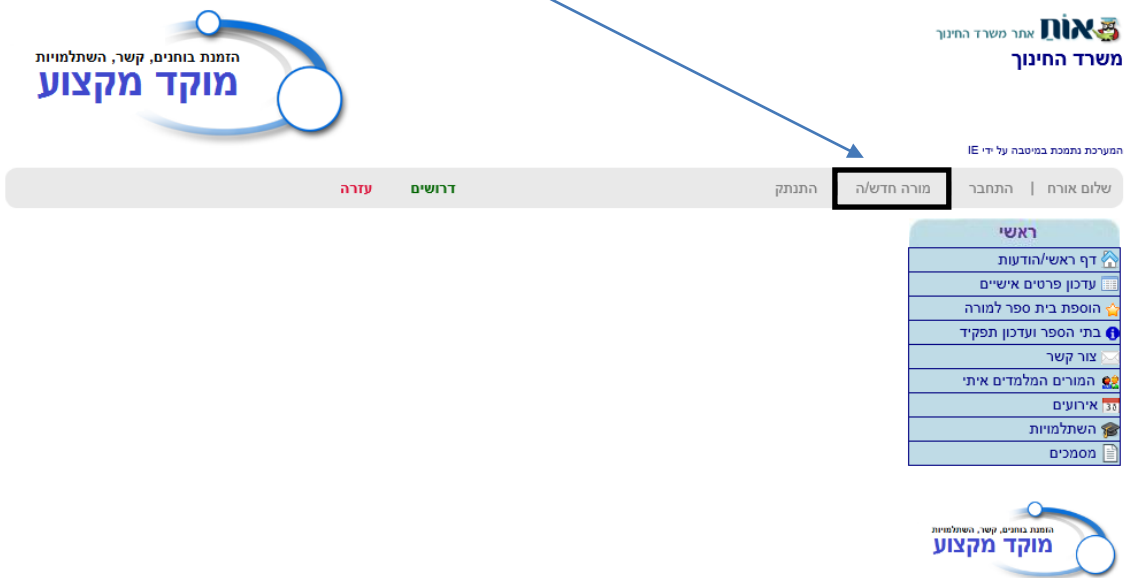 אוח אתר משרד החינוך
משרד החינוך
הזמנת בוחנים, קשר, השתלמויות
מוקד מקצוע
המערכת נתמכת במיטבה על ידי IE
שלום אורח | התחבר מורה חדש/ה התנתק דרושים עזרה
ראשי
דף ראשי/הודעות
עדכון פרטים אישיים
הוספת בית ספר למורה
בתי הספר ועדכון תפקיד
צור קשר
המורים המלמדים איתי
אירועים
30
השתלמויות
מסמכים
הזמנת בוחנים, קשר, השתלמויות
מוקד מקצוע